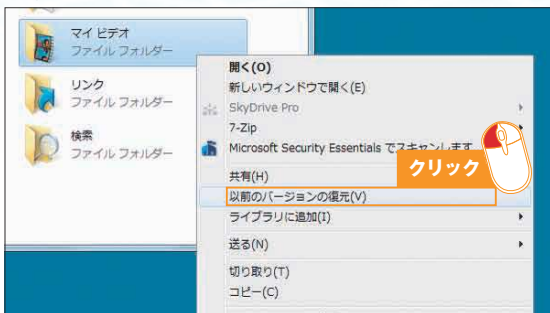 マイ ビデオ
ファイル フォルダー
リンク
ファイル フォルダー
検索
ファイル フォルダー
開く(O)
新しいウィンドウで開く(E)
SkyDrive Pro
7-Zip
Microsoft Security Essentials でスキャンします
クリック
共有(H)
以前のバージョンの復元(V)
ライブラリに追加(I)
送る(N)
切り取り(T)
コピー(C)